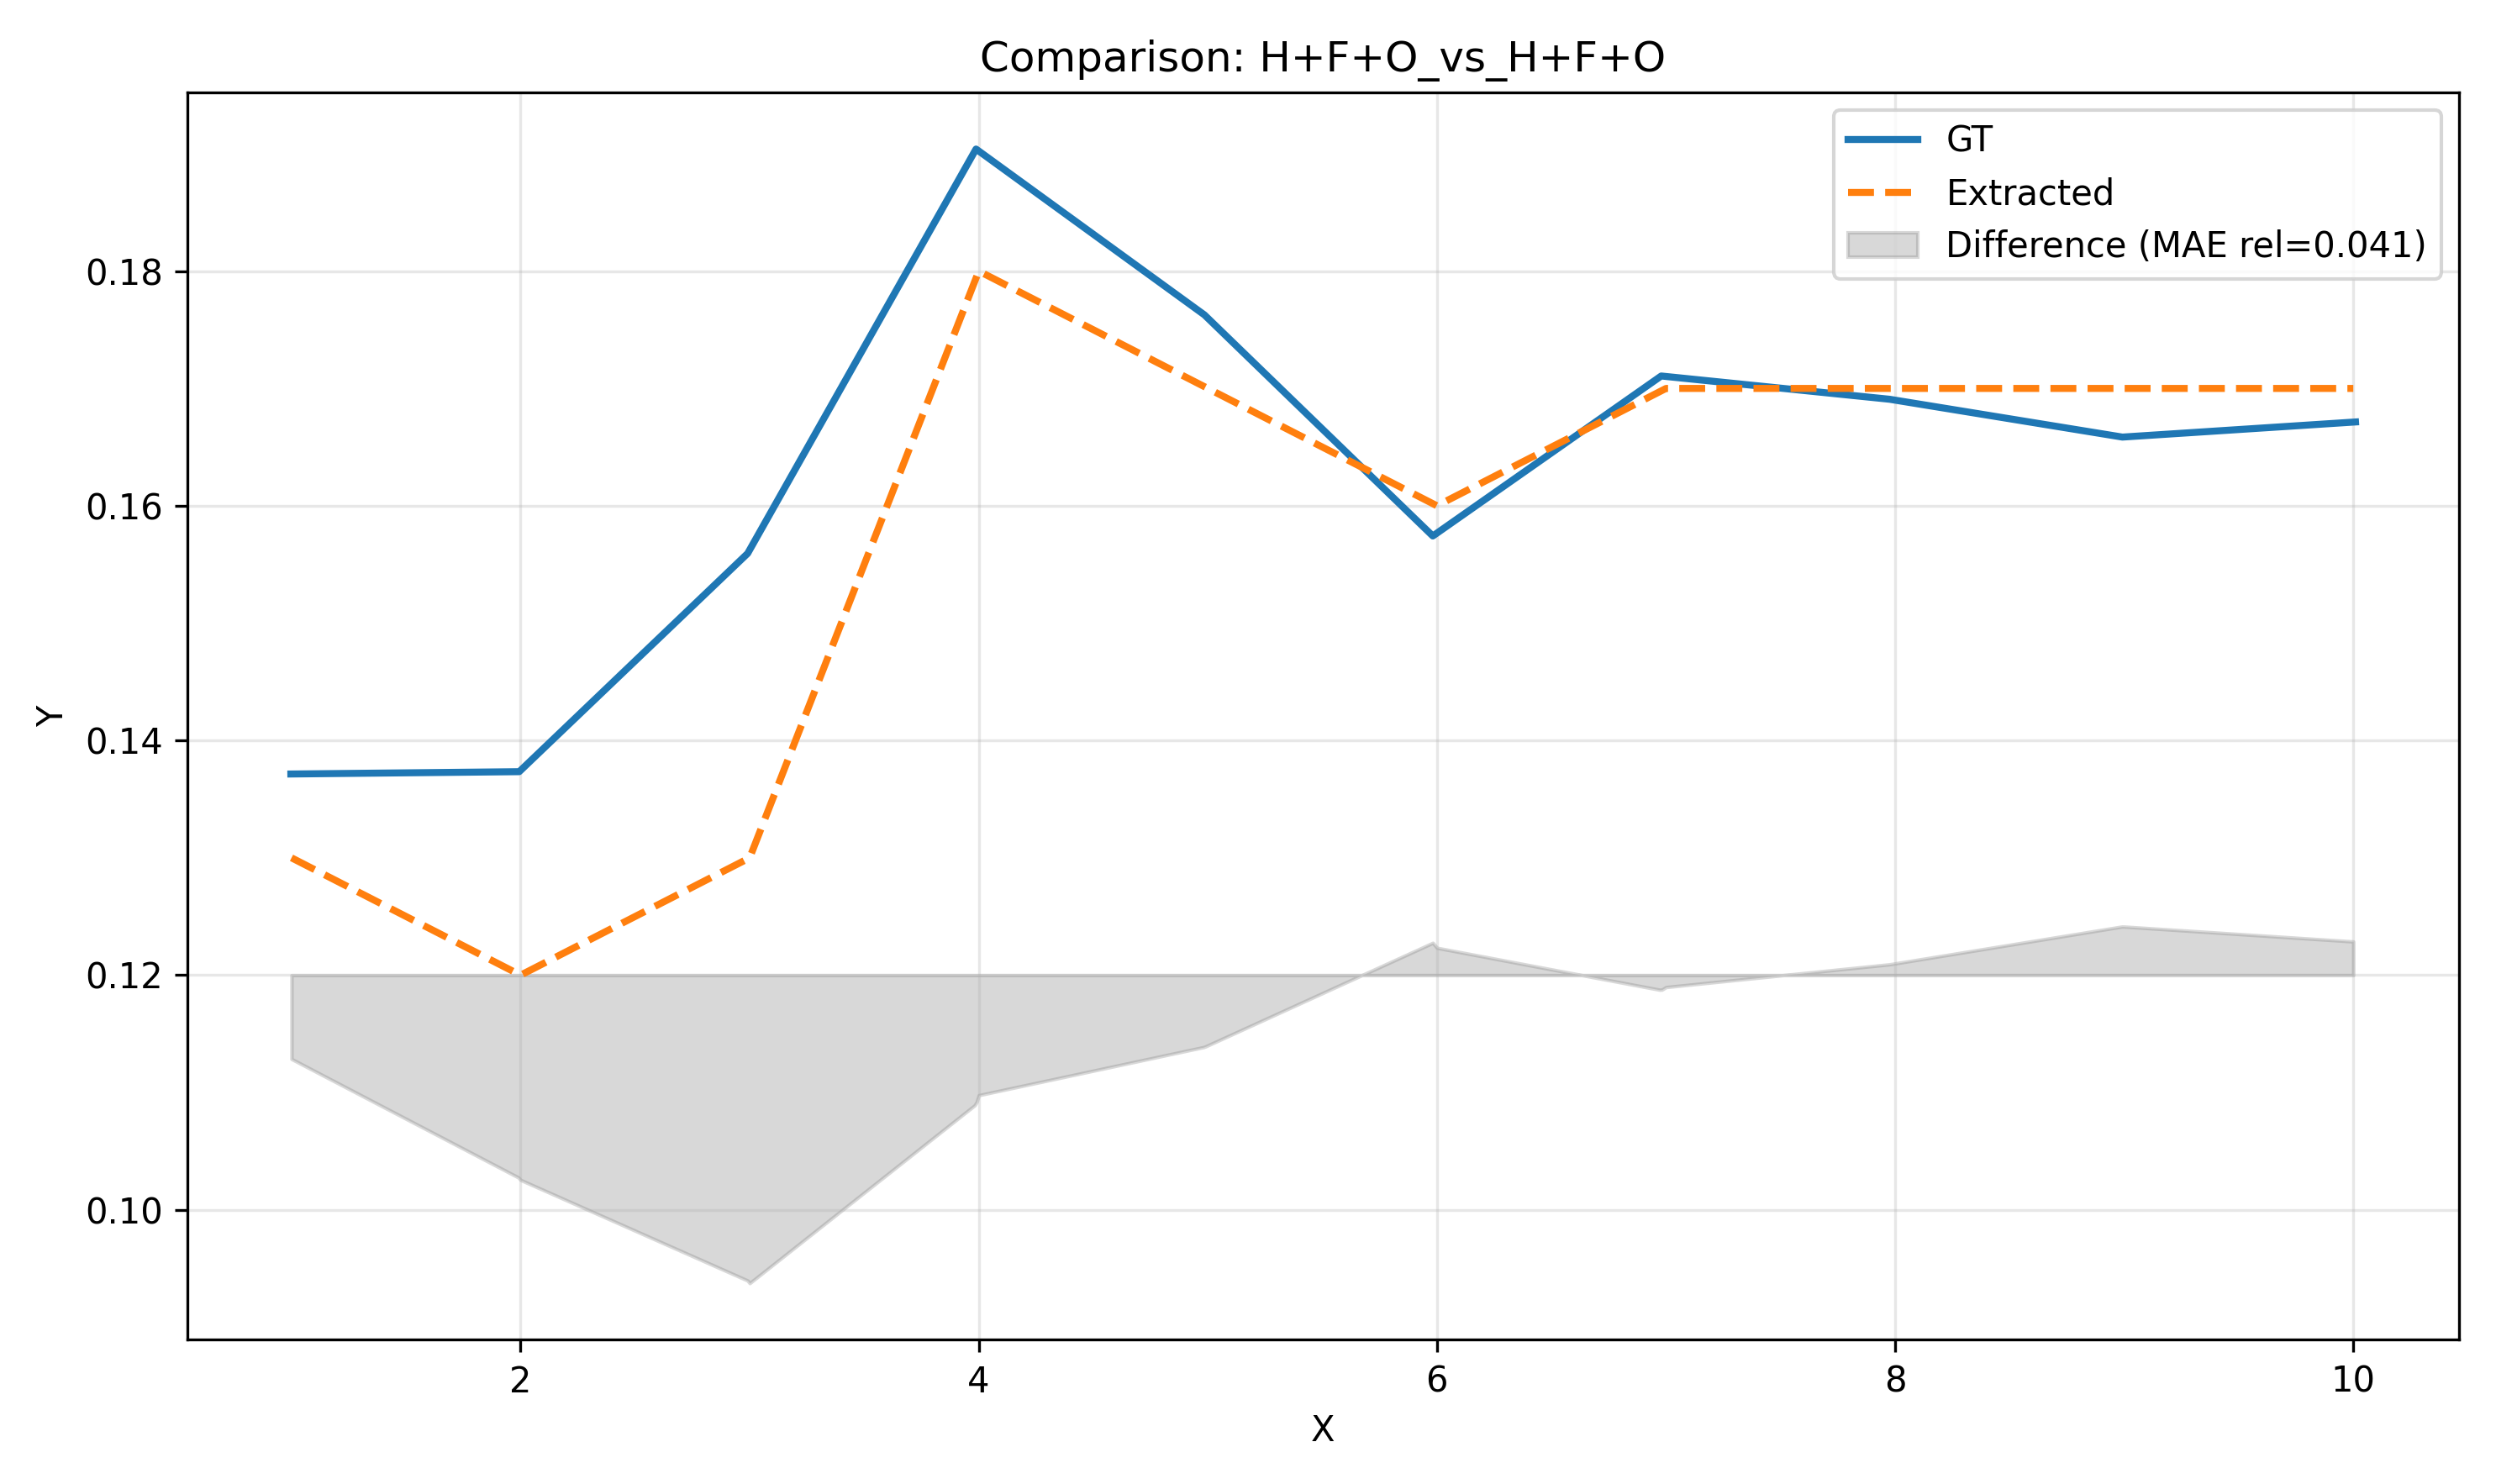 Comparison: H+F+O_vs_H+F+O
GT
Extracted
Difference (MAE rel=0.041)
0.18
0.16
0.14
0.12
0.10
Y
2 4 6 8 10
X